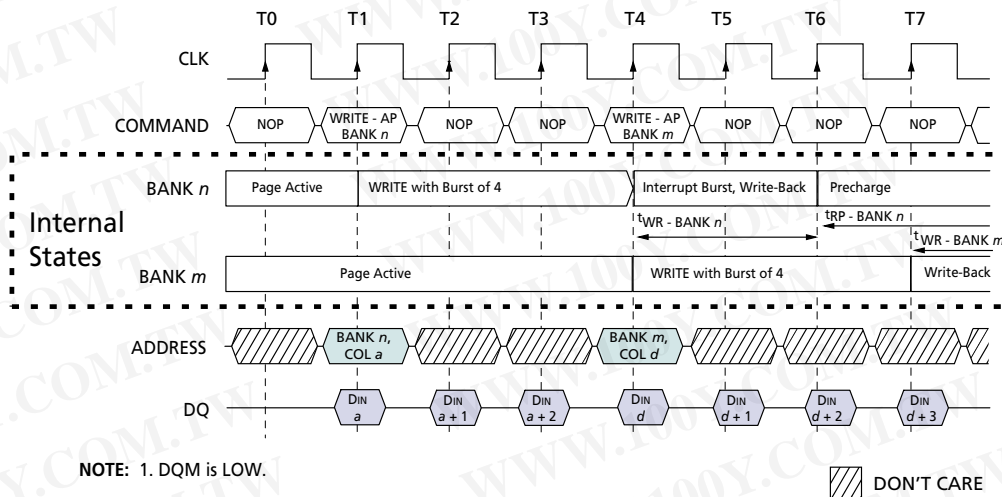 T0 T1 T2 T3 T4 T5 T6 T7
CLK
COMMAND NOP WRITE - AP BANK n NOP NOP WRITE - AP BANK m NOP NOP NOP
Internal States
BANK n Page Active WRITE with Burst of 4 Interrupt Burst, Write-Back Precharge
tWR - BANK n tRP - BANK n
tWR - BANK m
BANK m Page Active WRITE with Burst of 4 Write-Back
ADDRESS BANK n, COL a BANK m, COL d
DQ DIN a DIN a + 1 DIN a + 2 DIN d DIN d + 1 DIN d + 2 DIN d + 3
NOTE: 1. DQM is LOW.
DON'T CARE
WWW.100Y.COM.TW